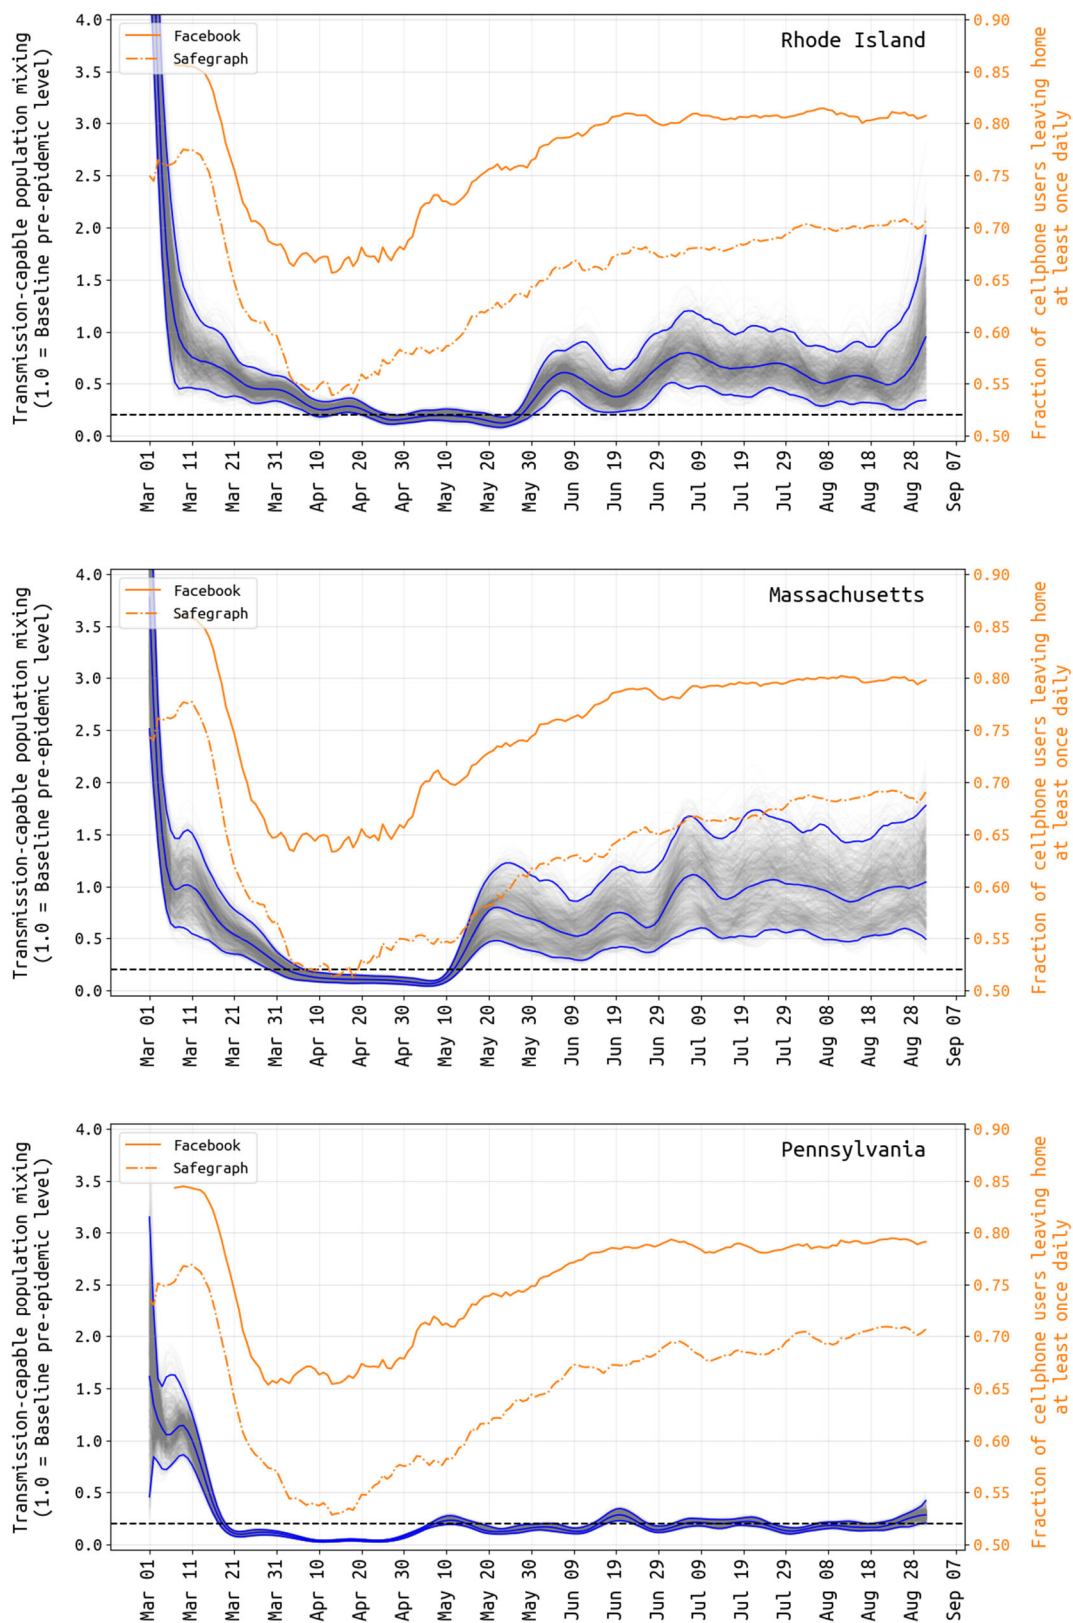 Transmission-capable population mixing
(1.0 = Baseline pre-epidemic level)
4.0
3.5
3.0
2.5
2.0
1.5
1.0
0.5
0.0
Facebook
Safegraph
Rhode Island
0.90
0.85
0.80
0.75
0.70
0.65
0.60
0.55
0.50
Fraction of cellphone users leaving home
at least once daily
Mar 01
Mar 11
Mar 21
Mar 31
Apr 10
Apr 20
Apr 30
May 10
May 20
May 30
Jun 09
Jun 19
Jun 29
Jul 09
Jul 19
Jul 29
Aug 08
Aug 18
Aug 28
Sep 07
Transmission-capable population mixing
(1.0 = Baseline pre-epidemic level)
4.0
3.5
3.0
2.5
2.0
1.5
1.0
0.5
0.0
Facebook
Safegraph
Massachusetts
0.90
0.85
0.80
0.75
0.70
0.65
0.60
0.55
0.50
Fraction of cellphone users leaving home
at least once daily
Mar 01
Mar 11
Mar 21
Mar 31
Apr 10
Apr 20
Apr 30
May 10
May 20
May 30
Jun 09
Jun 19
Jun 29
Jul 09
Jul 19
Jul 29
Aug 08
Aug 18
Aug 28
Sep 07
Transmission-capable population mixing
(1.0 = Baseline pre-epidemic level)
4.0
3.5
3.0
2.5
2.0
1.5
1.0
0.5
0.0
Facebook
Safegraph
Pennsylvania
0.90
0.85
0.80
0.75
0.70
0.65
0.60
0.55
0.50
Fraction of cellphone users leaving home
at least once daily
Mar 01
Mar 11
Mar 21
Mar 31
Apr 10
Apr 20
Apr 30
May 10
May 20
May 30
Jun 09
Jun 19
Jun 29
Jul 09
Jul 19
Jul 29
Aug 08
Aug 18
Aug 28
Sep 07